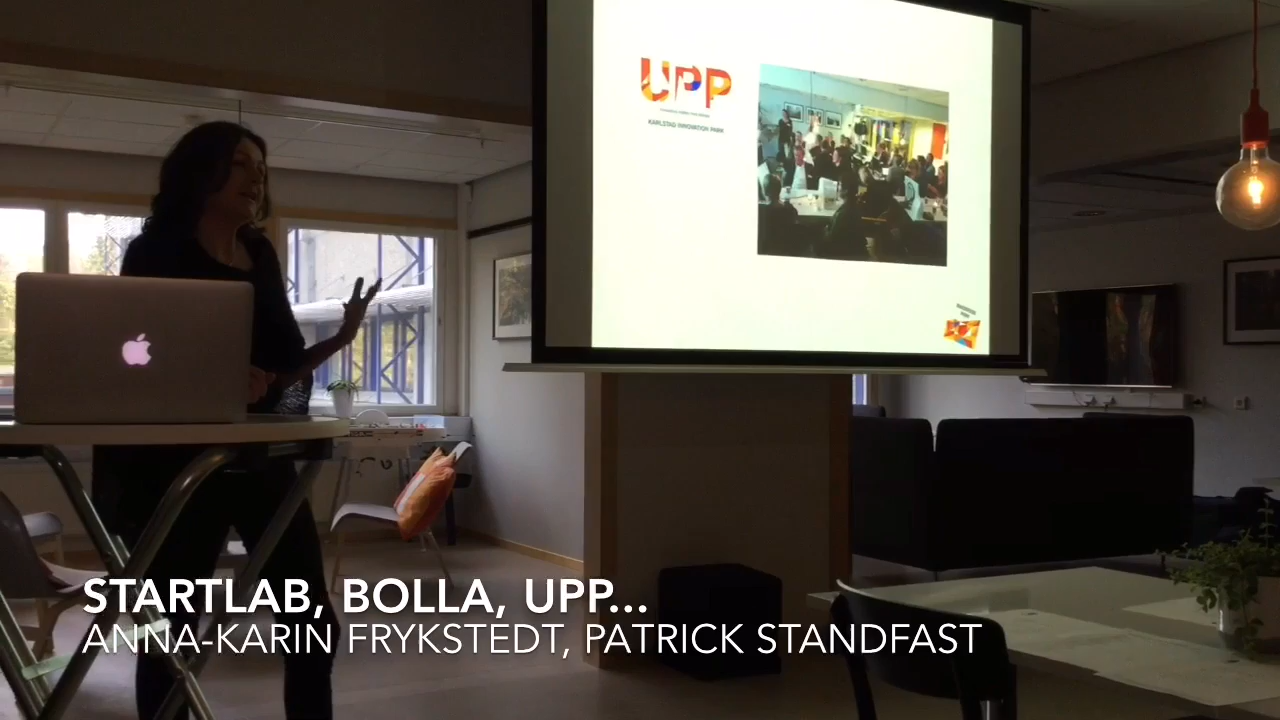 UPP
KARLSTAD INNOVATION PARK
STARTLAB, BOLLA, UPP...
ANNA-KARIN FRYKSTEDT, PATRICK STANDFAST